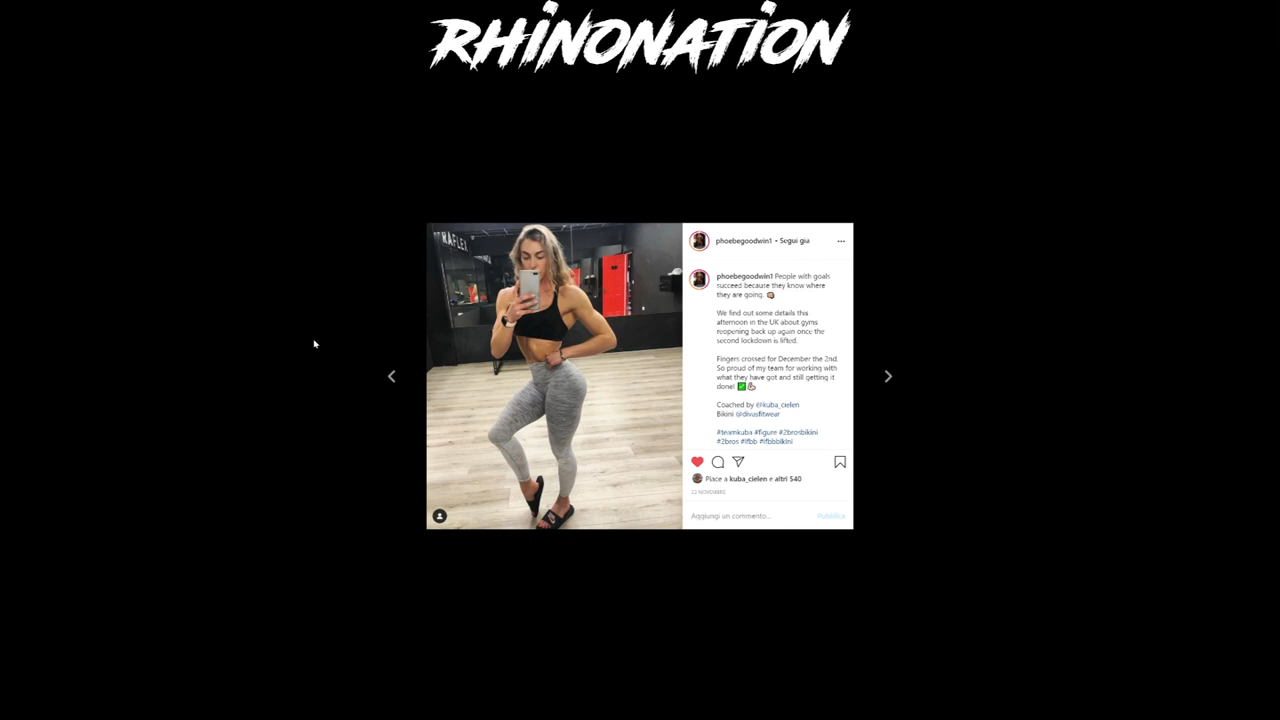 RHINONATION
phoebegoodwin1 • Segui già
phoebegoodwin1 People with goals
succeed because they know where
they are going.
We find out some details this
afternoon in the UK about gyms
reopening back up again once the
second lockdown is lifted.
Fingers crossed for December the 2nd.
So proud of my team for working with
what they have got and still getting it
done! ✅💪🏼
Coached by @kuba_cielen
Bikini @divasfitwear
#teamkuba #figure #2brosbikini
#2bros #ifbb #ifbbbikini
Piace a kuba_cielen e altri 540
Aggiungi un commento...
Pubblica